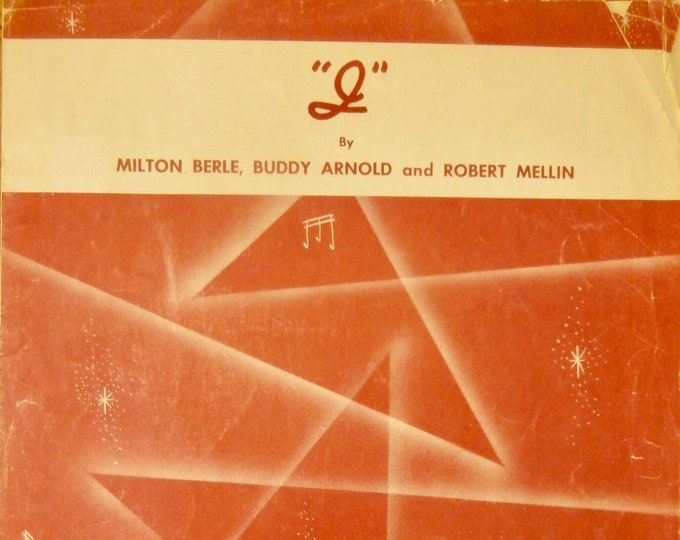 "I"
By
MILTON BERLE, BUDDY ARNOLD and ROBERT MELLIN